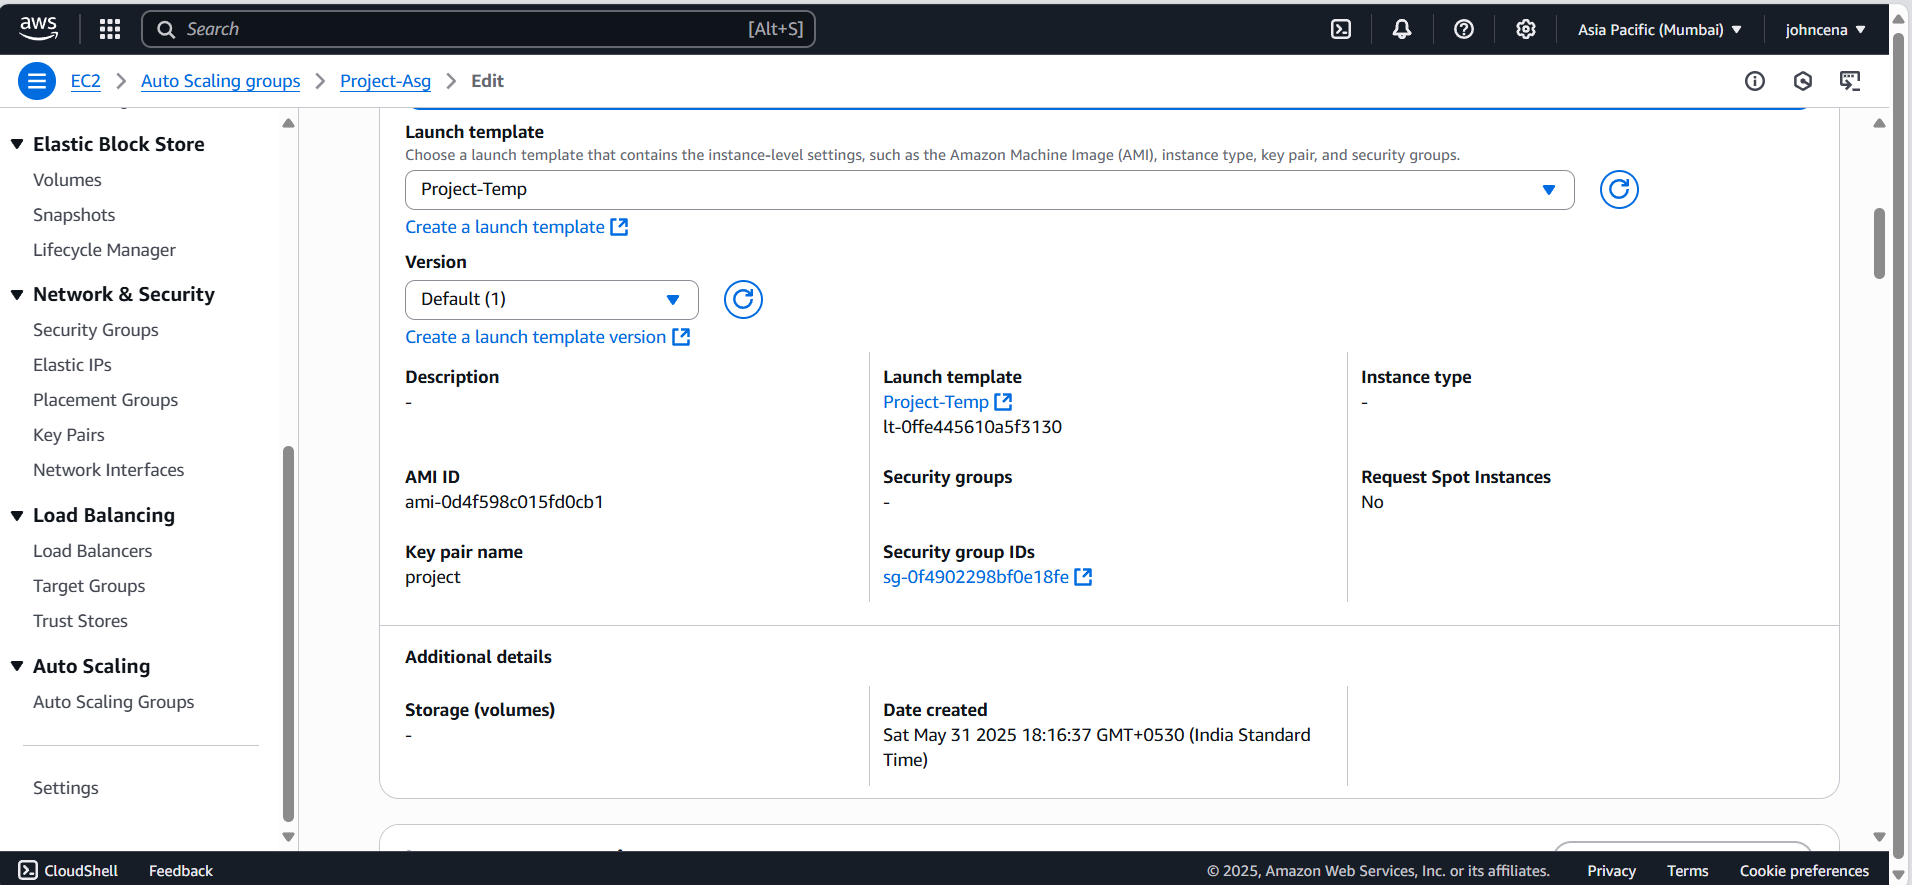 aws
Search [Alt+S]
Asia Pacific (Mumbai)
johncena
EC2 > Auto Scaling groups > Project-Asg > Edit
Elastic Block Store
Volumes
Snapshots
Lifecycle Manager
Network & Security
Security Groups
Elastic IPs
Placement Groups
Key Pairs
Network Interfaces
Load Balancing
Load Balancers
Target Groups
Trust Stores
Auto Scaling
Auto Scaling Groups
Settings
Launch template
Choose a launch template that contains the instance-level settings, such as the Amazon Machine Image (AMI), instance type, key pair, and security groups.
Project-Temp
Create a launch template
Version
Default (1)
Create a launch template version
Description
-
Launch template
Project-Temp
lt-0ffe445610a5f3130
Instance type
-
AMI ID
ami-0d4f598c015fd0cb1
Security groups
-
Request Spot Instances
No
Key pair name
project
Security group IDs
sg-0f4902298bf0e18fe
Additional details
Storage (volumes)
-
Date created
Sat May 31 2025 18:16:37 GMT+0530 (India Standard
Time)
CloudShell
Feedback
© 2025, Amazon Web Services, Inc. or its affiliates.
Privacy
Terms
Cookie preferences